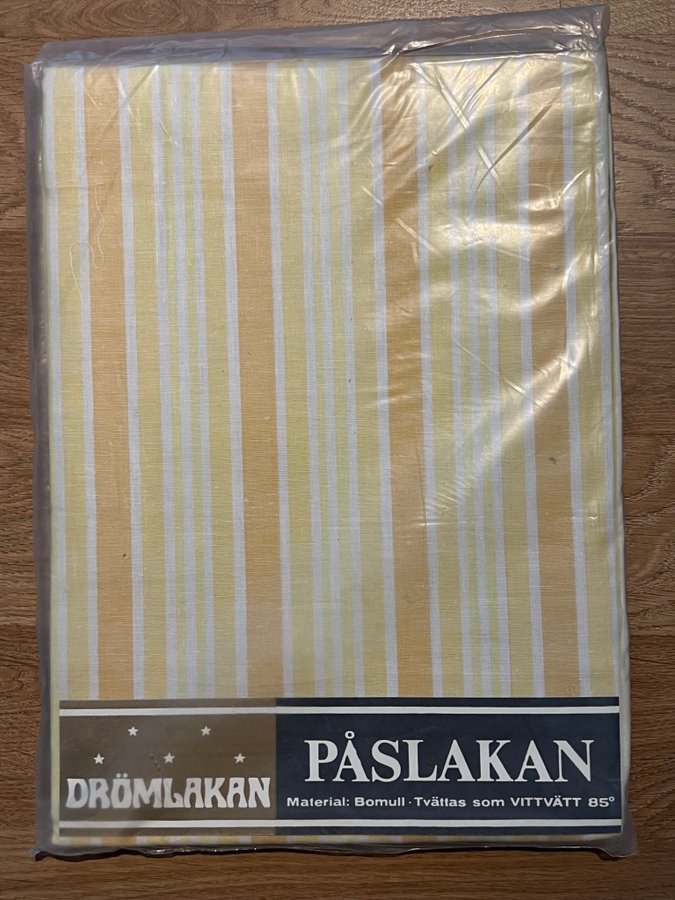 DRÖMLAKAN
PÅSLAKAN
Material: Bomull · Tvättas som VITTVÄTT 85°